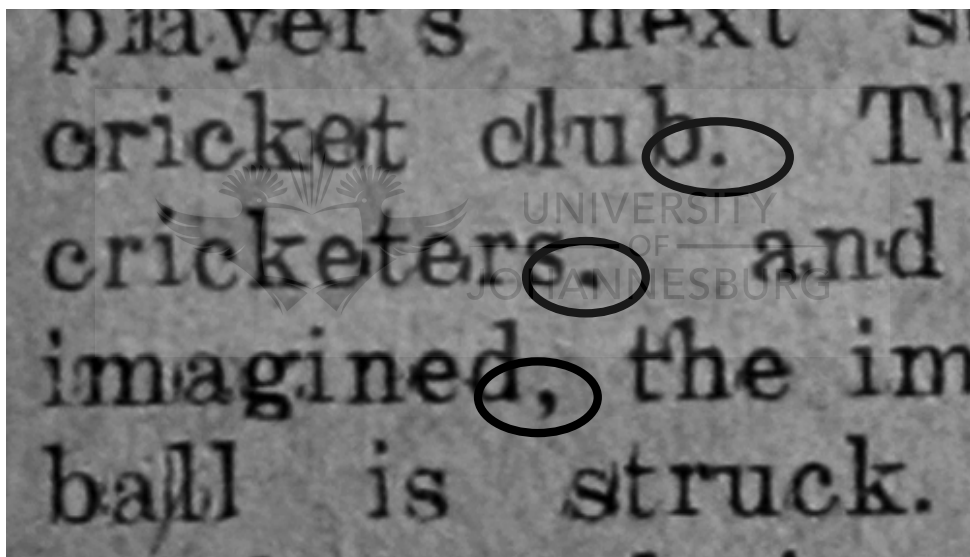 player's next
cricket club. Th
UNIVERSITY
OF
cricketers. and
JOHANNESBURG
imagined, the im
ball is struck.